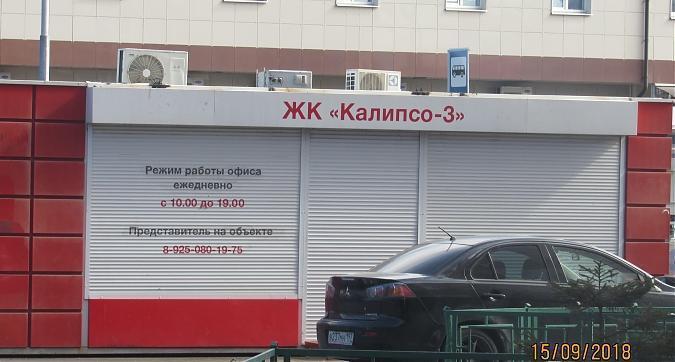 ЖК «Калипсо-3»
Режим работы офиса
ежедневно
с 10.00 до 19.00
Представитель на объекте
8-925-080-19-75
15/09/2018